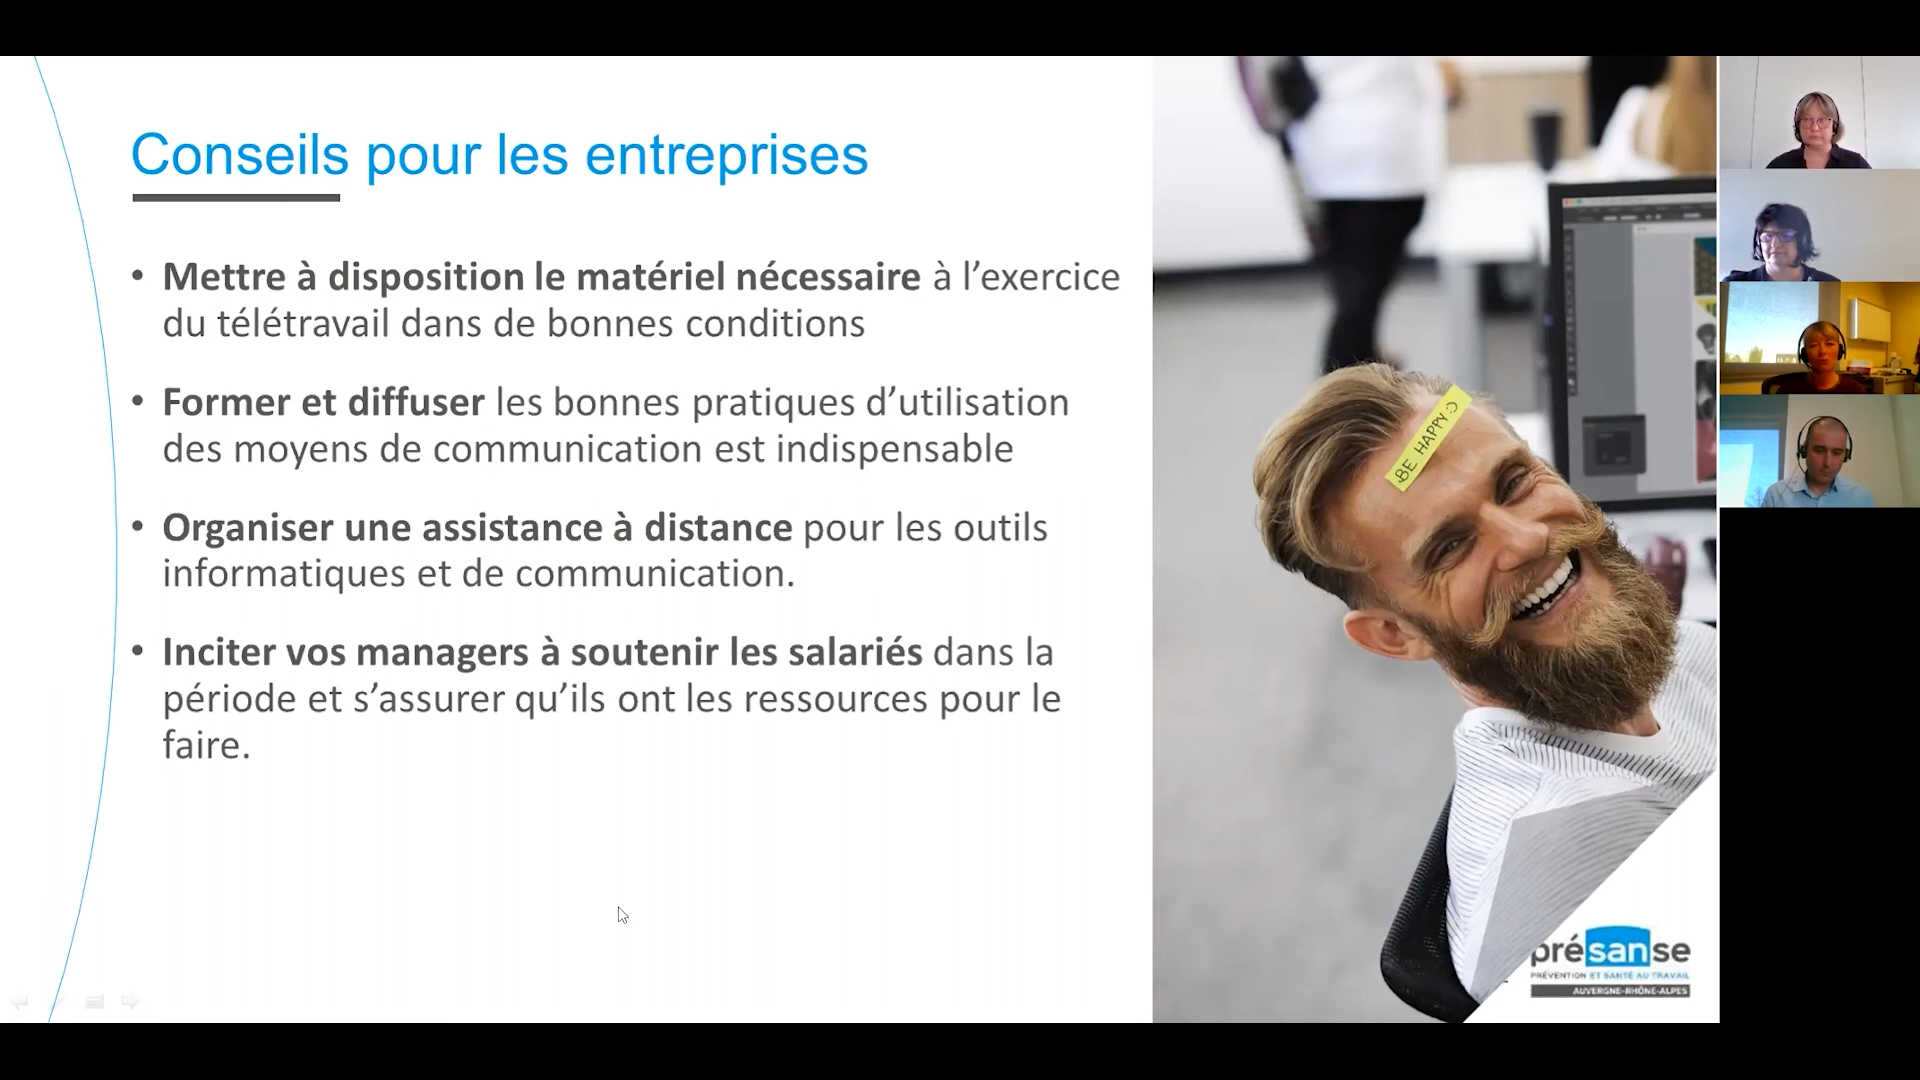 Conseils pour les entreprises
• Mettre à disposition le matériel nécessaire à l’exercice
du télétravail dans de bonnes conditions
• Former et diffuser les bonnes pratiques d’utilisation
des moyens de communication est indispensable
• Organiser une assistance à distance pour les outils
informatiques et de communication.
• Inciter vos managers à soutenir les salariés dans la
période et s’assurer qu’ils ont les ressources pour le
faire.
BE HAPPY :)
présanse
PRÉVENTION ET SANTÉ AU TRAVAIL
AUVERGNE-RHÔNE-ALPES